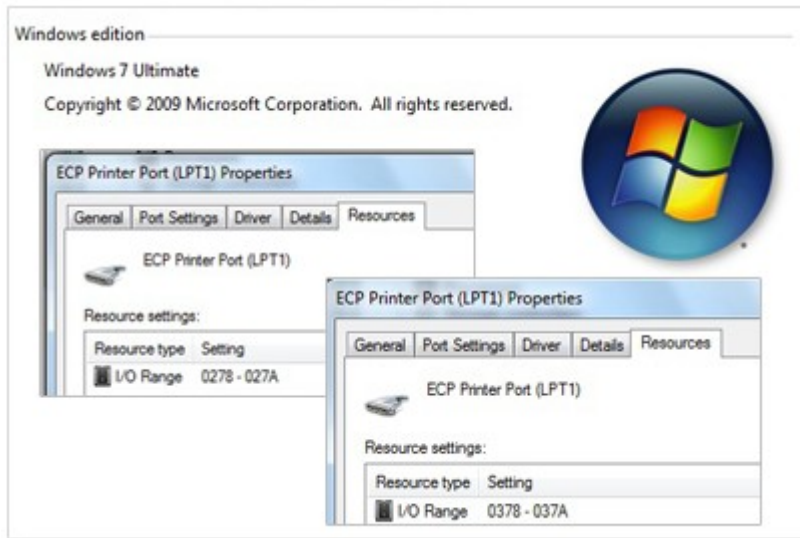 Windows edition
Windows 7 Ultimate
Copyright © 2009 Microsoft Corporation. All rights reserved.
ECP Printer Port (LPT1) Properties
General Port Settings Driver Details Resources
ECP Printer Port (LPT1)
Resource settings:
Resource type Setting
I/O Range 0278 - 027A
ECP Printer Port (LPT1) Properties
General Port Settings Driver Details Resources
ECP Printer Port (LPT1)
Resource settings:
Resource type Setting
I/O Range 0378 - 037A